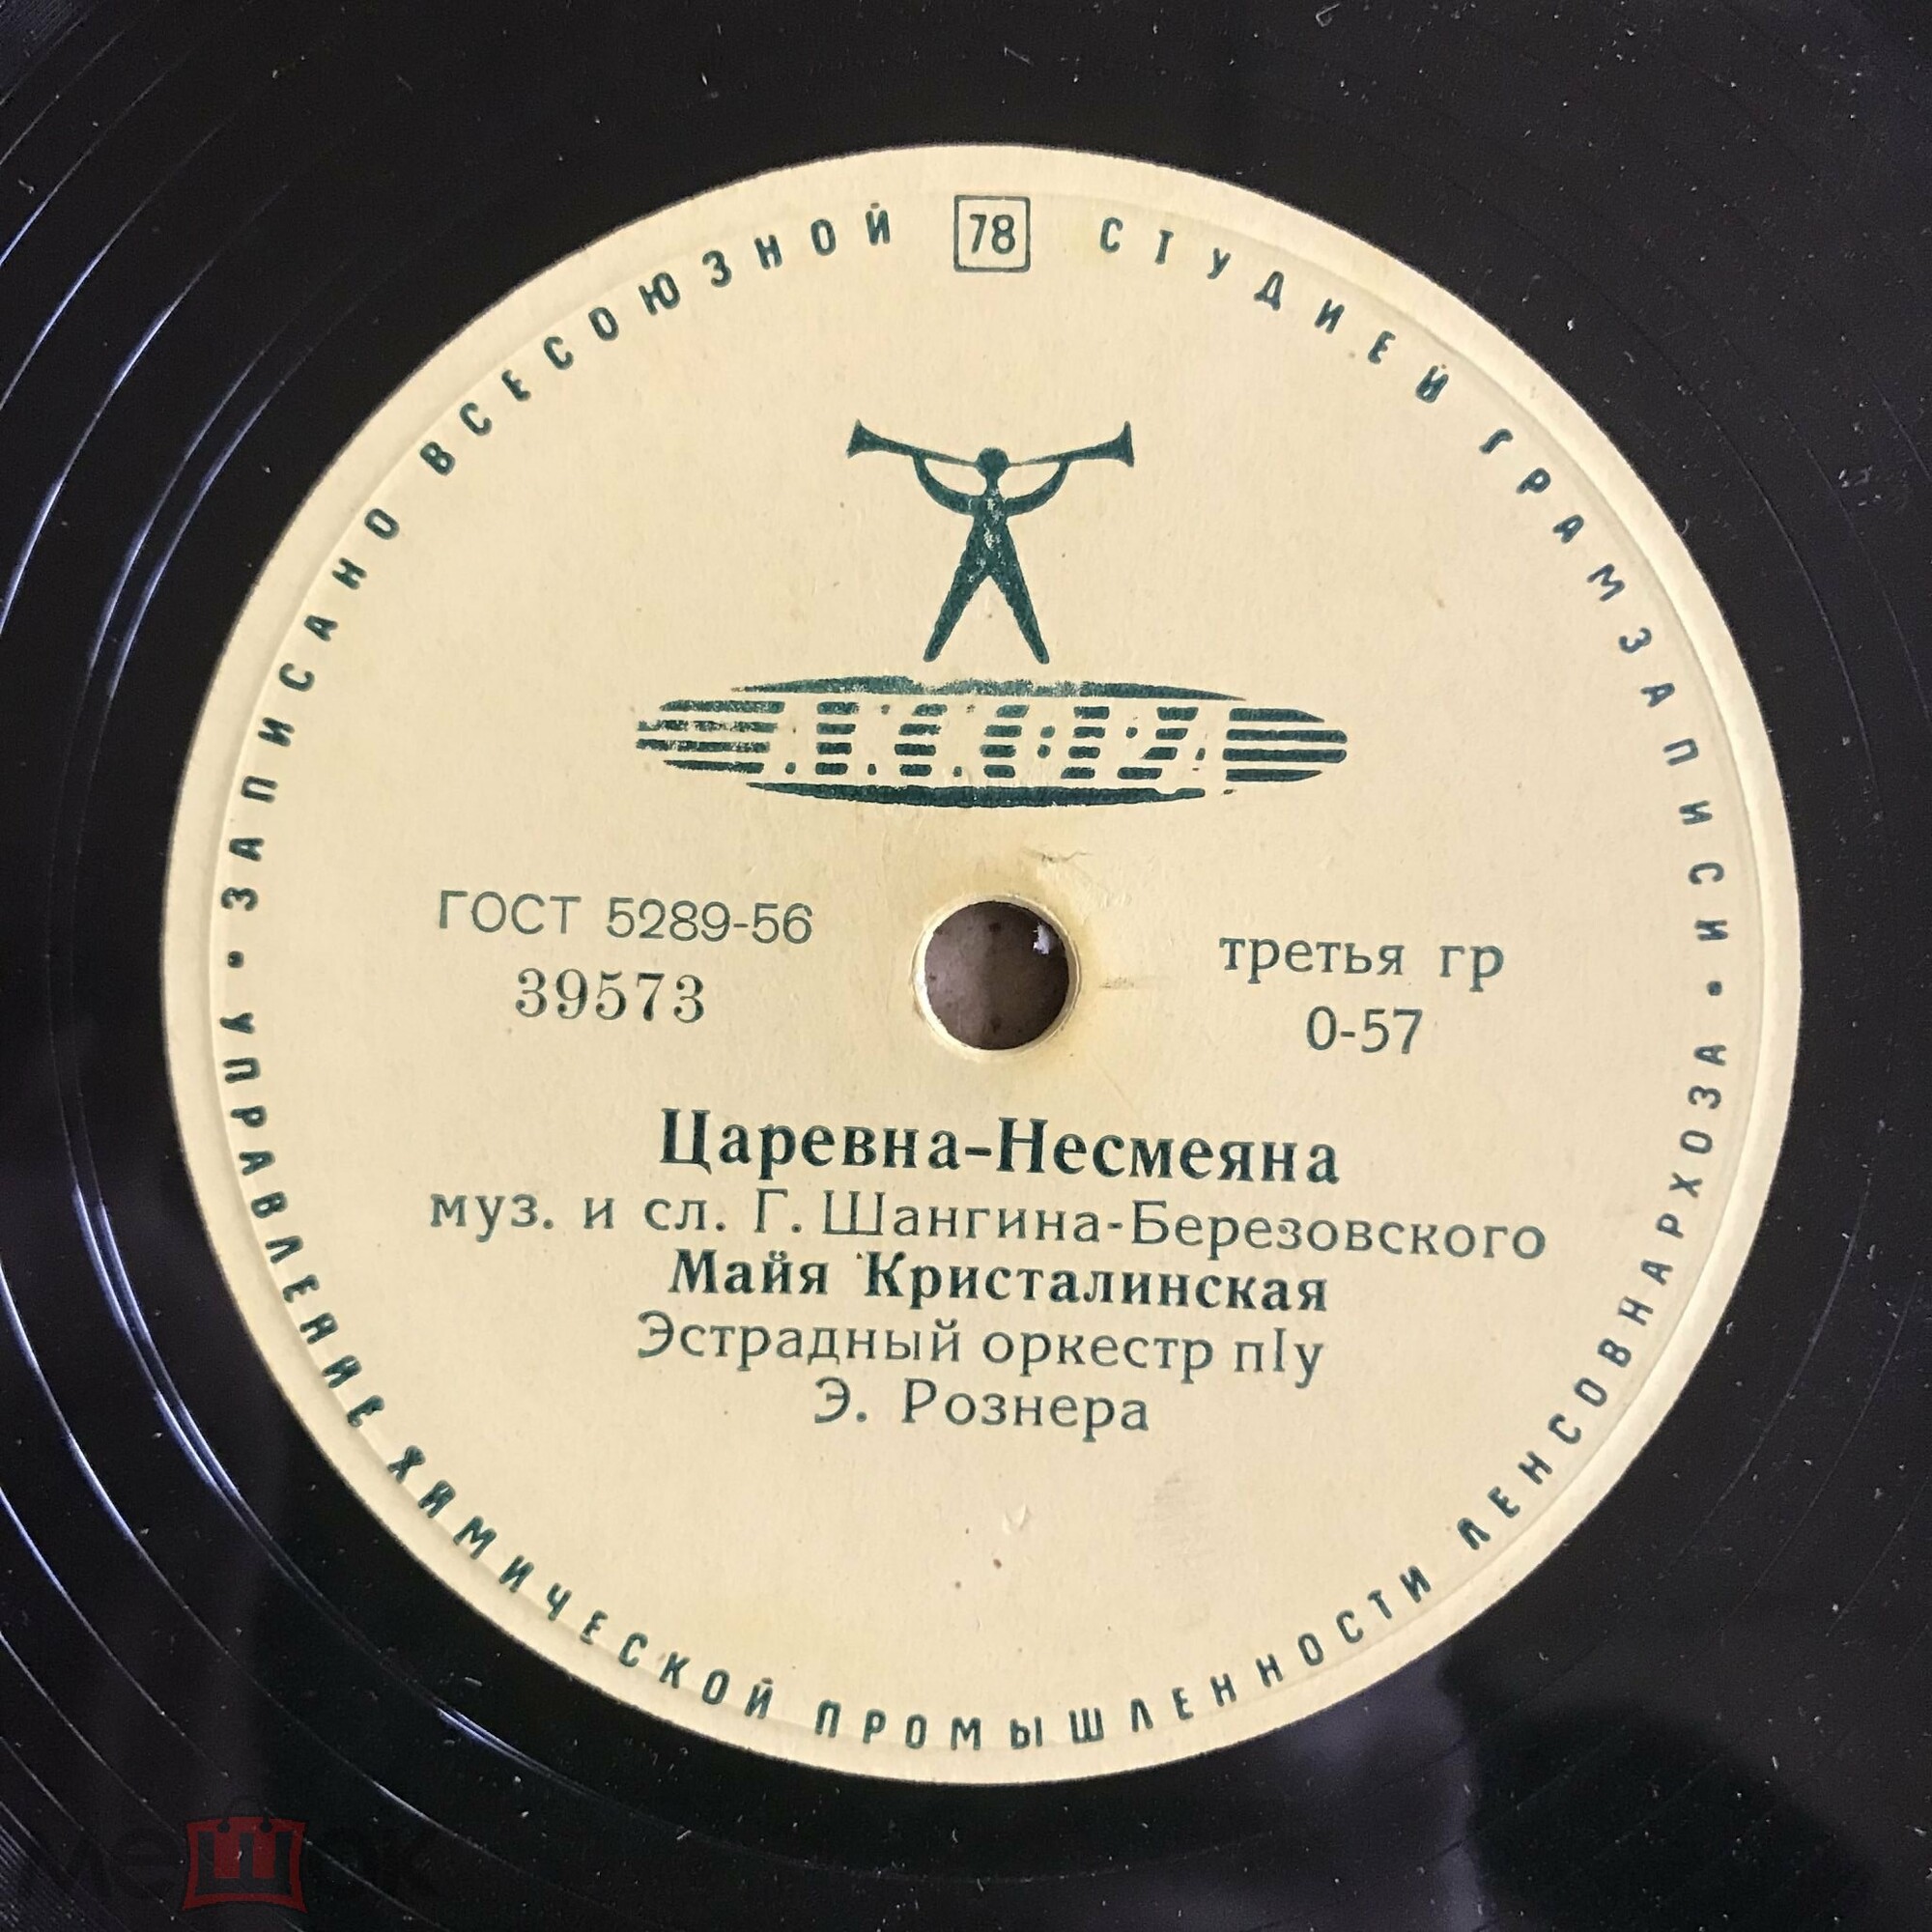 ЗАПИСАНО ВСЕСОЮЗНОЙ 78 СТУДИЕЙ ГРАМЗАПИСИ
ГОСТ 5289-56
39573
третья гр
0-57
Царевна-Несмеяна
муз. и сл. Г. Шангина-Березовского
Майя Кристалинская
Эстрадный оркестр п/у
Э. Рознера
УПРАВЛЕНИЕ ХИМИЧЕСКОЙ ПРОМЫШЛЕННОСТИ ЛЕНСОВНАРХОЗА
мешок